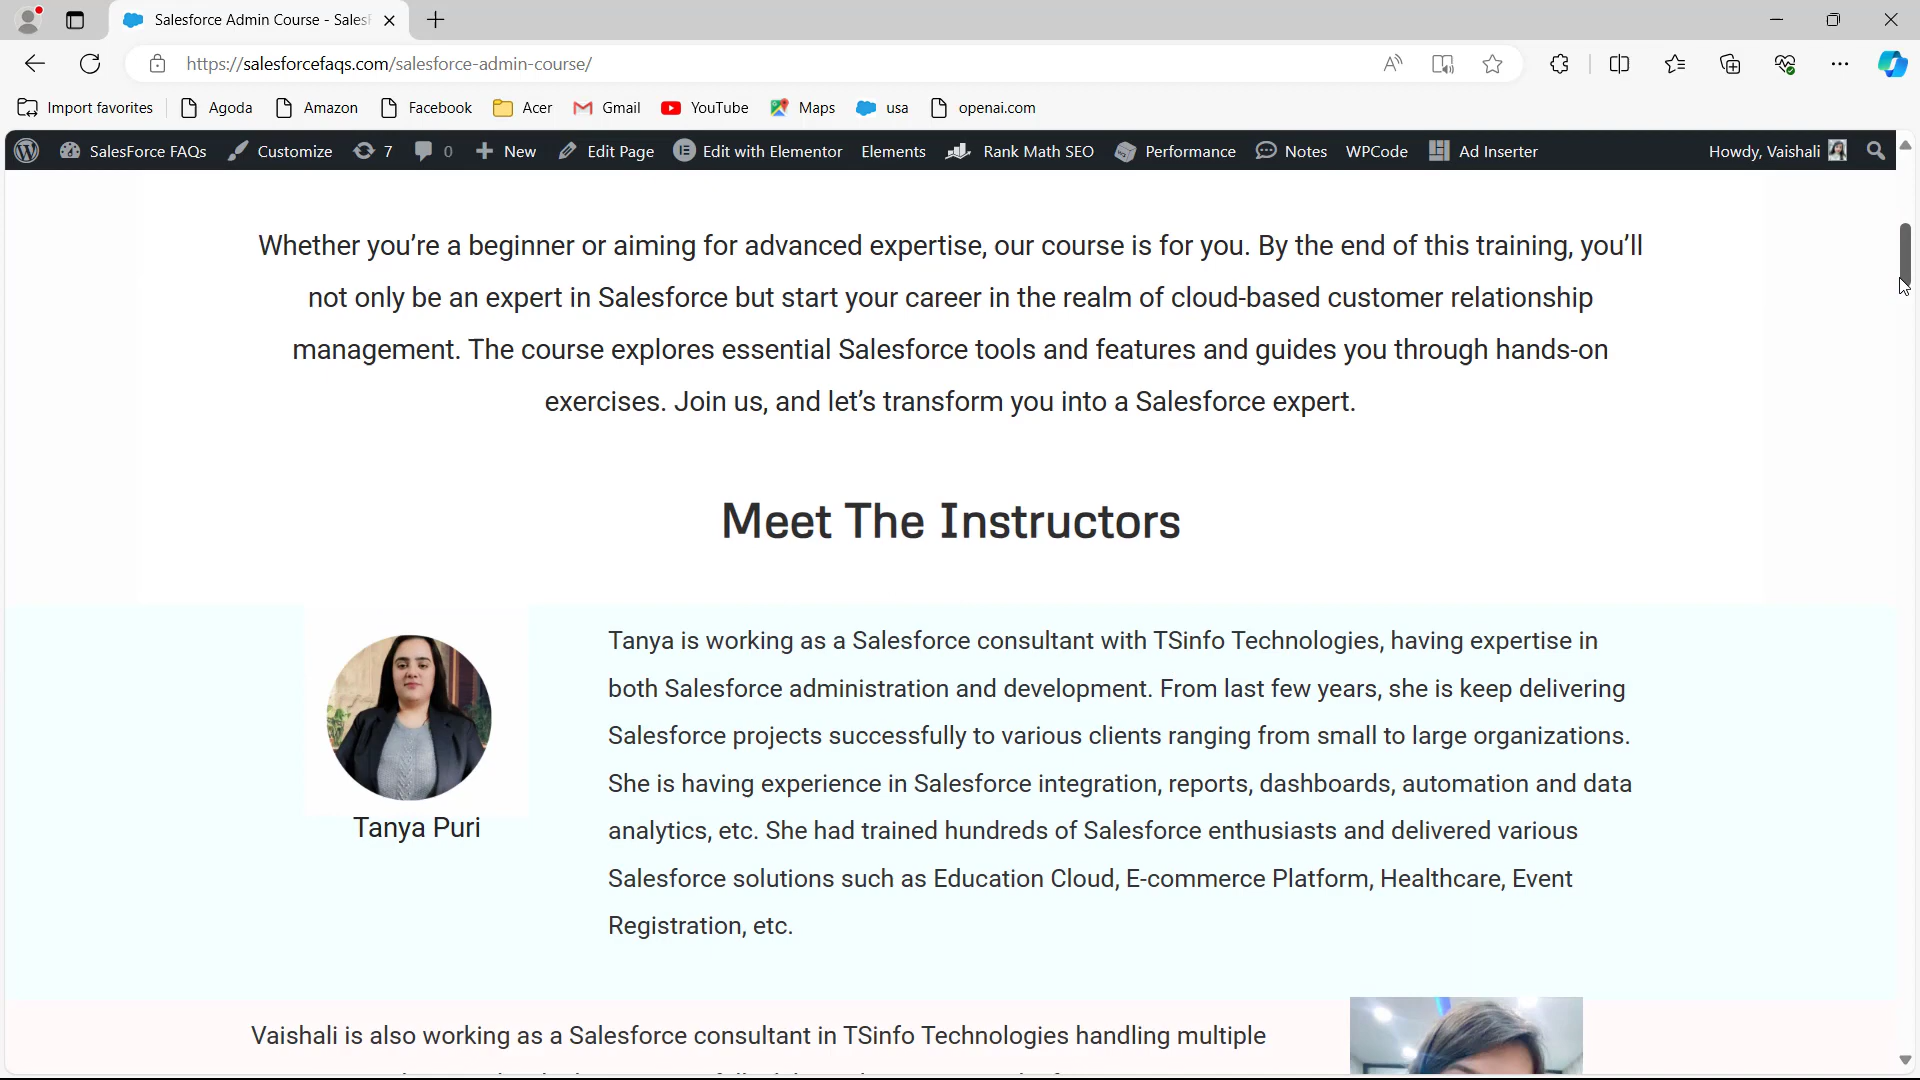 Salesforce Admin Course - Sales
https://salesforcefaqs.com/salesforce-admin-course/
Import favorites Agoda Amazon Facebook Acer Gmail YouTube Maps usa openai.com
SalesForce FAQs Customize 7 0 New Edit Page Edit with Elementor Elements Rank Math SEO Performance Notes WPCode Ad Inserter Howdy, Vaishali
Whether you’re a beginner or aiming for advanced expertise, our course is for you. By the end of this training, you’ll
not only be an expert in Salesforce but start your career in the realm of cloud-based customer relationship
management. The course explores essential Salesforce tools and features and guides you through hands-on
exercises. Join us, and let’s transform you into a Salesforce expert.
Meet The Instructors
Tanya is working as a Salesforce consultant with TSinfo Technologies, having expertise in
both Salesforce administration and development. From last few years, she is keep delivering
Salesforce projects successfully to various clients ranging from small to large organizations.
She is having experience in Salesforce integration, reports, dashboards, automation and data
analytics, etc. She had trained hundreds of Salesforce enthusiasts and delivered various
Salesforce solutions such as Education Cloud, E-commerce Platform, Healthcare, Event
Registration, etc.
Tanya Puri
Vaishali is also working as a Salesforce consultant in TSinfo Technologies handling multiple